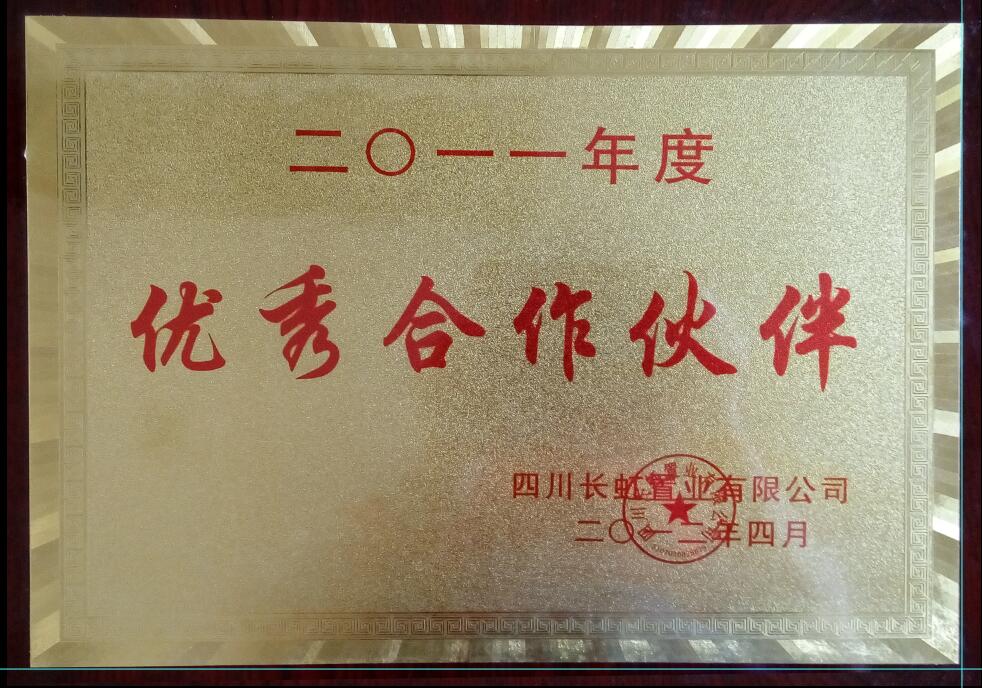 二〇一一年度
优秀合作伙伴
四川长虹置业有限公司
二〇一二年四月